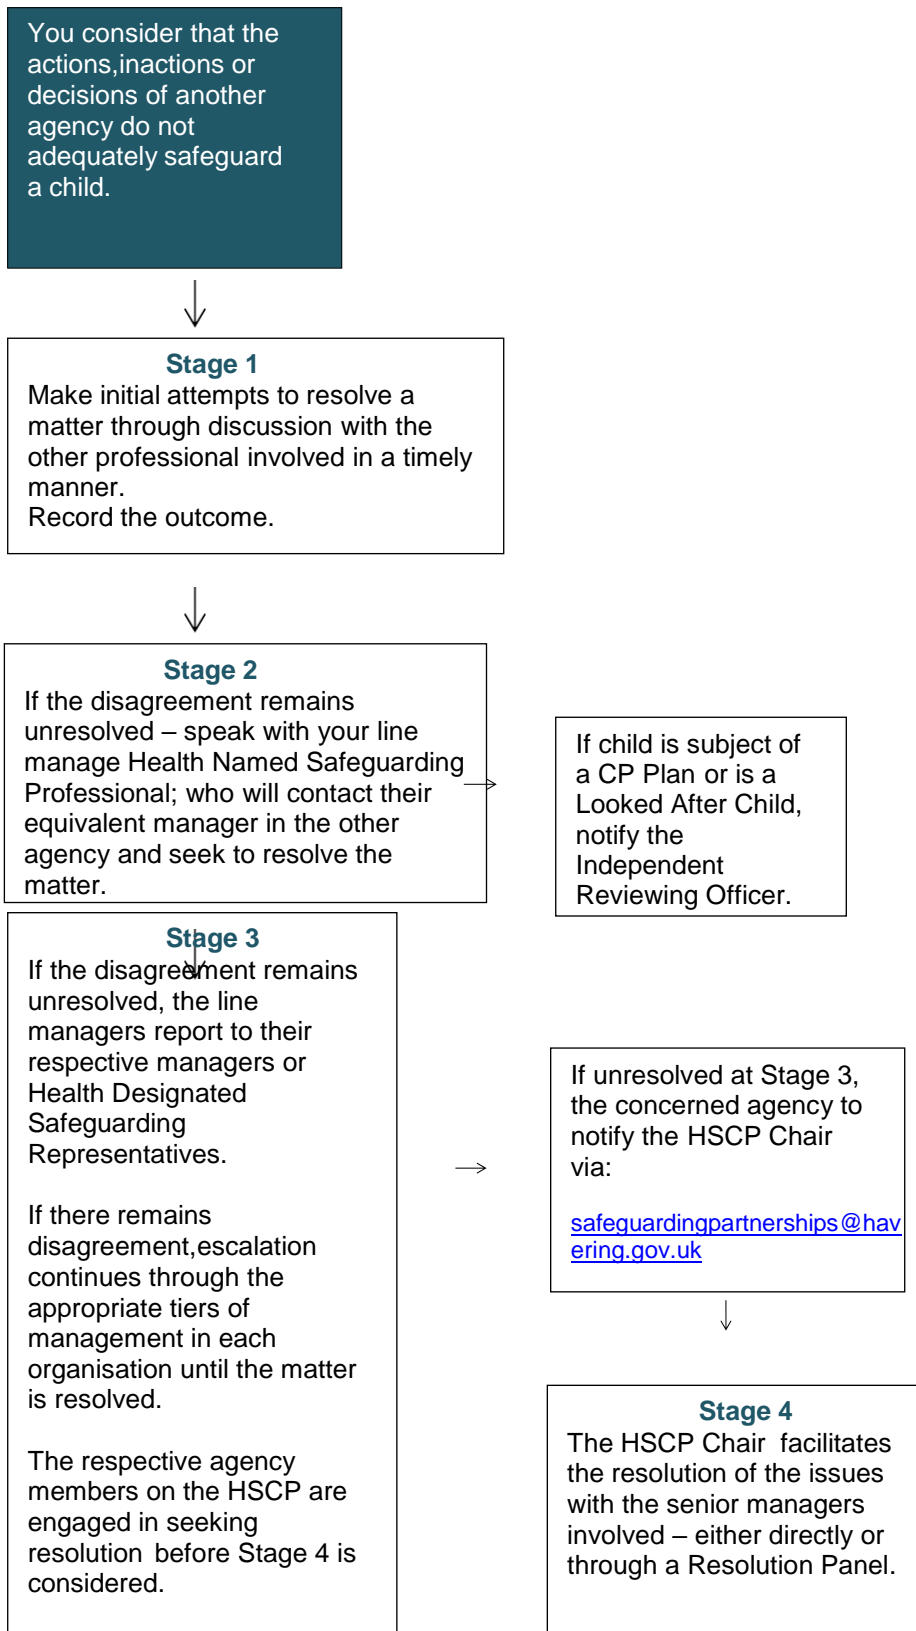 You consider that the
actions,inactions or
decisions of another
agency do not
adequately safeguard
a child.
Stage 1
Make initial attempts to resolve a
matter through discussion with the
other professional involved in a timely
manner.
Record the outcome.
Stage 2
If the disagreement remains
unresolved – speak with your line
manage Health Named Safeguarding
Professional; who will contact their
equivalent manager in the other
agency and seek to resolve the
matter.
If child is subject of
a CP Plan or is a
Looked After Child,
notify the
Independent
Reviewing Officer.
Stage 3
If the disagreement remains
unresolved, the line
managers report to their
respective managers or
Health Designated
Safeguarding
Representatives.
If there remains
disagreement,escalation
continues through the
appropriate tiers of
management in each
organisation until the matter
is resolved.
The respective agency
members on the HSCP are
engaged in seeking
resolution before Stage 4 is
considered.
If unresolved at Stage 3,
the concerned agency to
notify the HSCP Chair
via:
safeguardingpartnerships@hav
ering.gov.uk
Stage 4
The HSCP Chair facilitates
the resolution of the issues
with the senior managers
involved – either directly or
through a Resolution Panel.